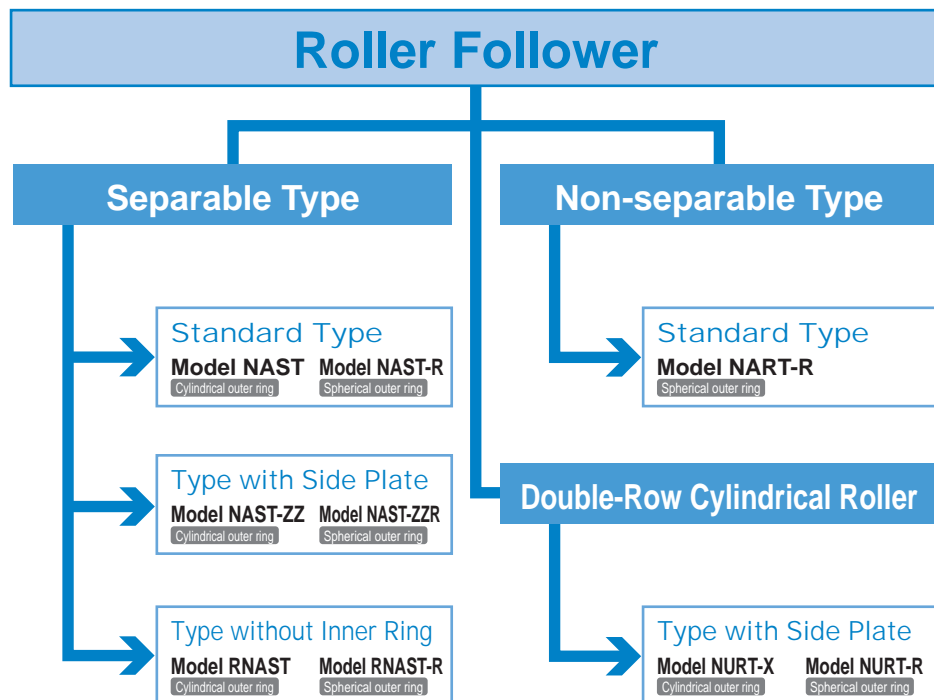 Roller Follower
Separable Type
Standard Type
Model NAST Model NAST-R
Cylindrical outer ring Spherical outer ring
Type with Side Plate
Model NAST-ZZ Model NAST-ZZR
Cylindrical outer ring Spherical outer ring
Type without Inner Ring
Model RNAST Model RNAST-R
Cylindrical outer ring Spherical outer ring
Non-separable Type
Standard Type
Model NART-R
Spherical outer ring
Double-Row Cylindrical Roller
Type with Side Plate
Model NURT-X Model NURT-R
Cylindrical outer ring Spherical outer ring